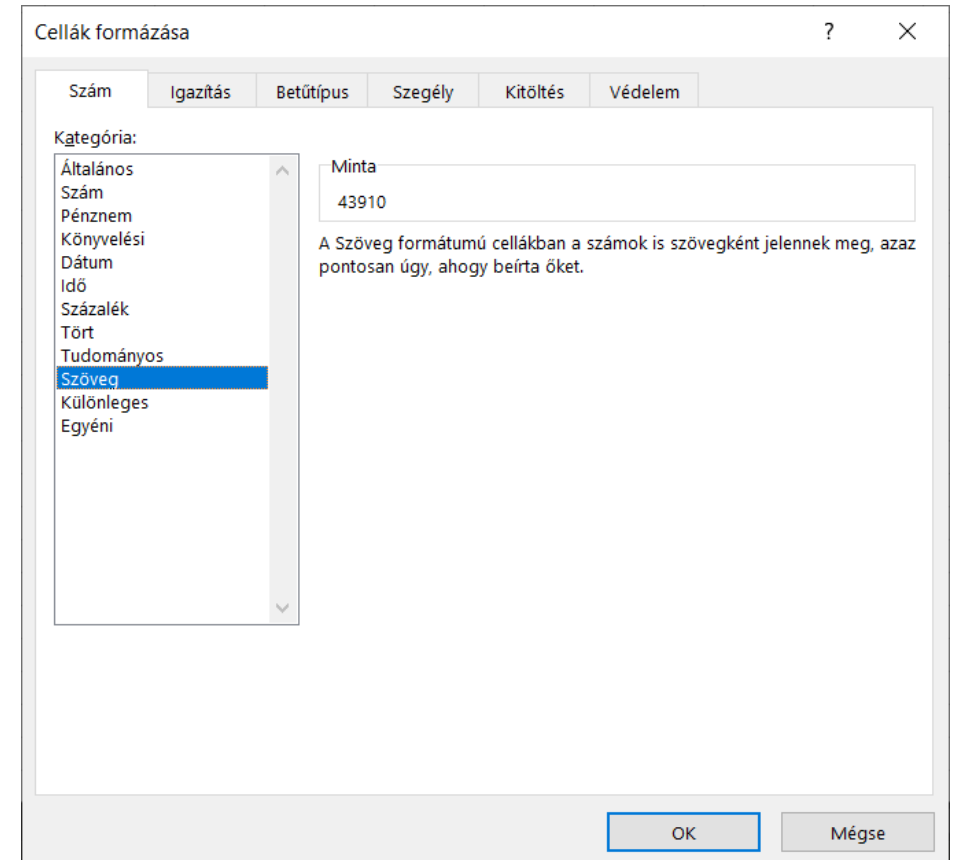 Cellák formázása
?
Szám
Igazítás
Betűtípus
Szegély
Kitöltés
Védelem
Kategória:
Általános
Szám
Pénznem
Könyvelési
Dátum
Idő
Százalék
Tört
Tudományos
Szöveg
Különleges
Egyéni
Minta
43910
A Szöveg formátumú cellákban a számok is szövegként jelennek meg, azaz
pontosan úgy, ahogy beírta őket.
OK
Mégse